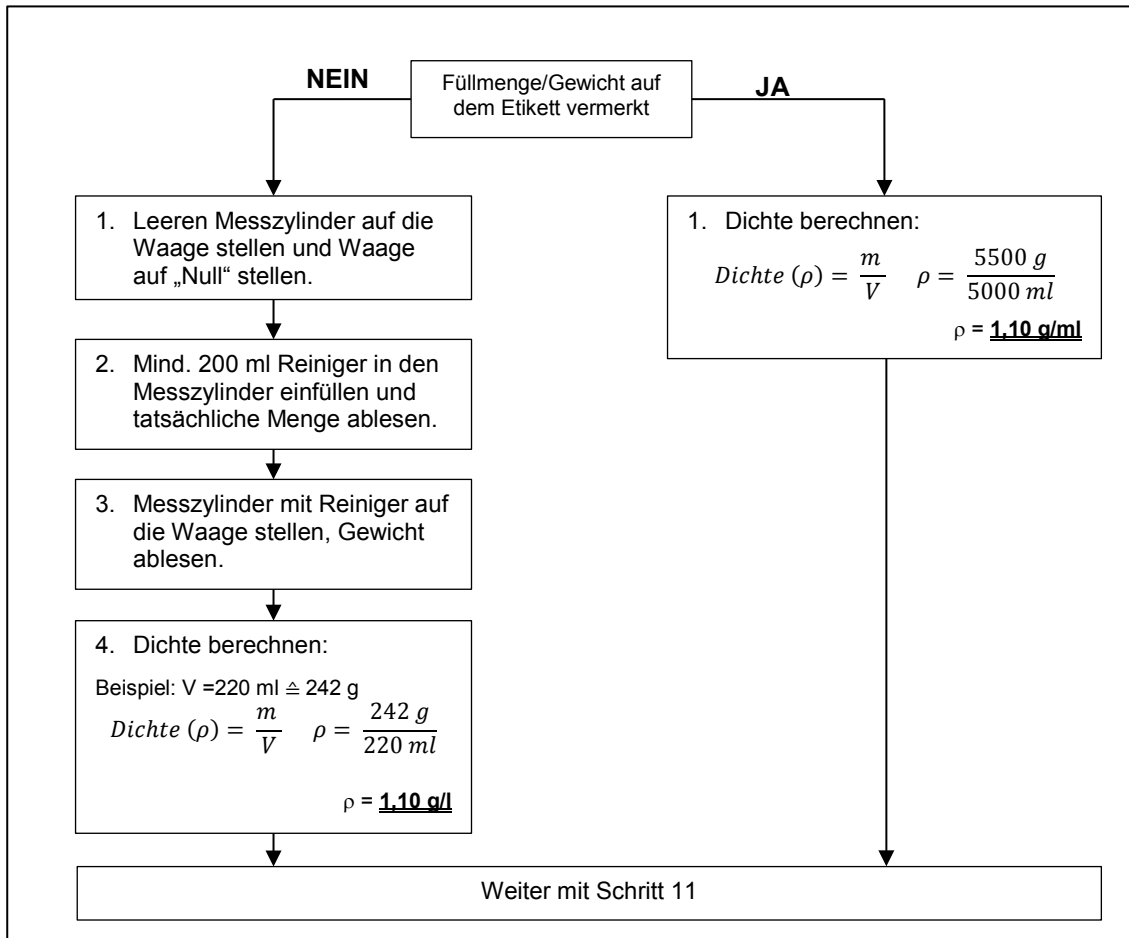 NEIN
Füllmenge/Gewicht auf
dem Etikett vermerkt
JA
1. Leeren Messzylinder auf die
Waage stellen und Waage
auf „Null“ stellen.
2. Mind. 200 ml Reiniger in den
Messzylinder einfüllen und
tatsächliche Menge ablesen.
3. Messzylinder mit Reiniger auf
die Waage stellen, Gewicht
ablesen.
4. Dichte berechnen:
Beispiel: V =220 ml ≙ 242 g
Dichte (ρ) = m/V ρ = 242 g/220 ml
ρ = 1,10 g/l
1. Dichte berechnen:
Dichte (ρ) = m/V ρ = 5500 g/5000 ml
ρ = 1,10 g/ml
Weiter mit Schritt 11